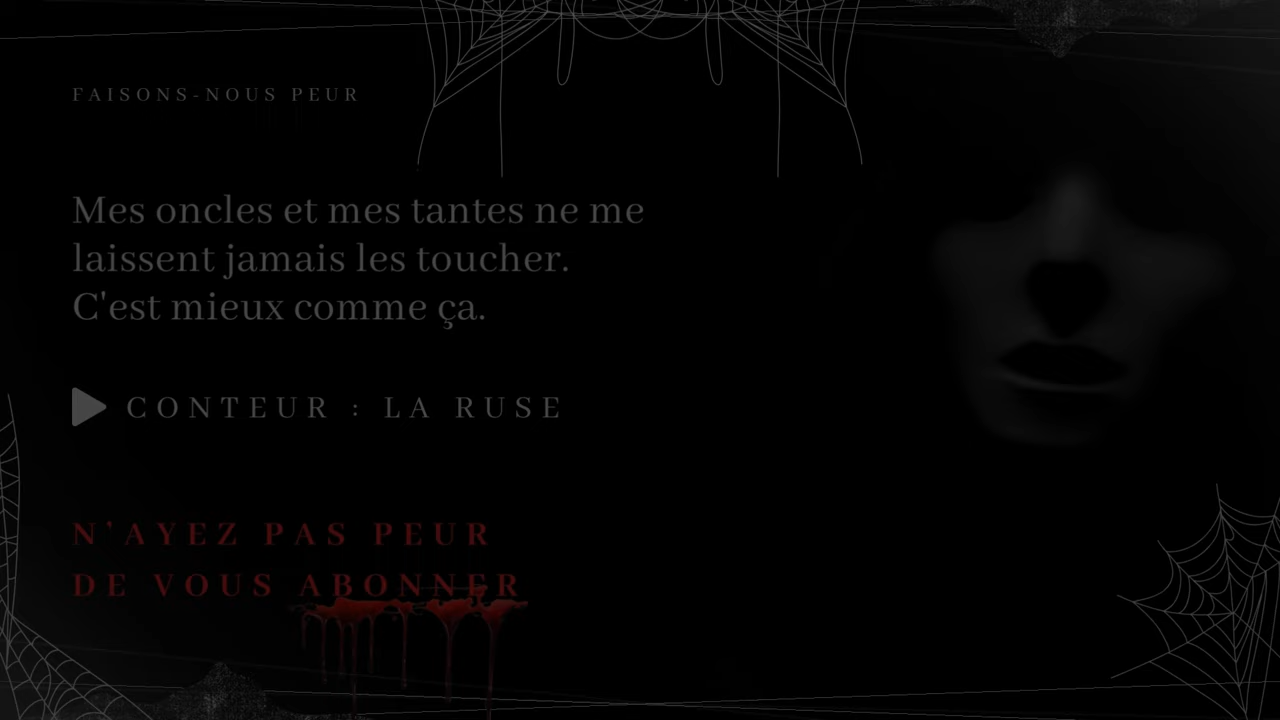 FAISONS-NOUS PEUR
Mes oncles et mes tantes ne me
laissent jamais les toucher.
C'est mieux comme ça.
CONTEUR : LA RUSE
N'AYEZ PAS PEUR
DE VOUS ABONNER